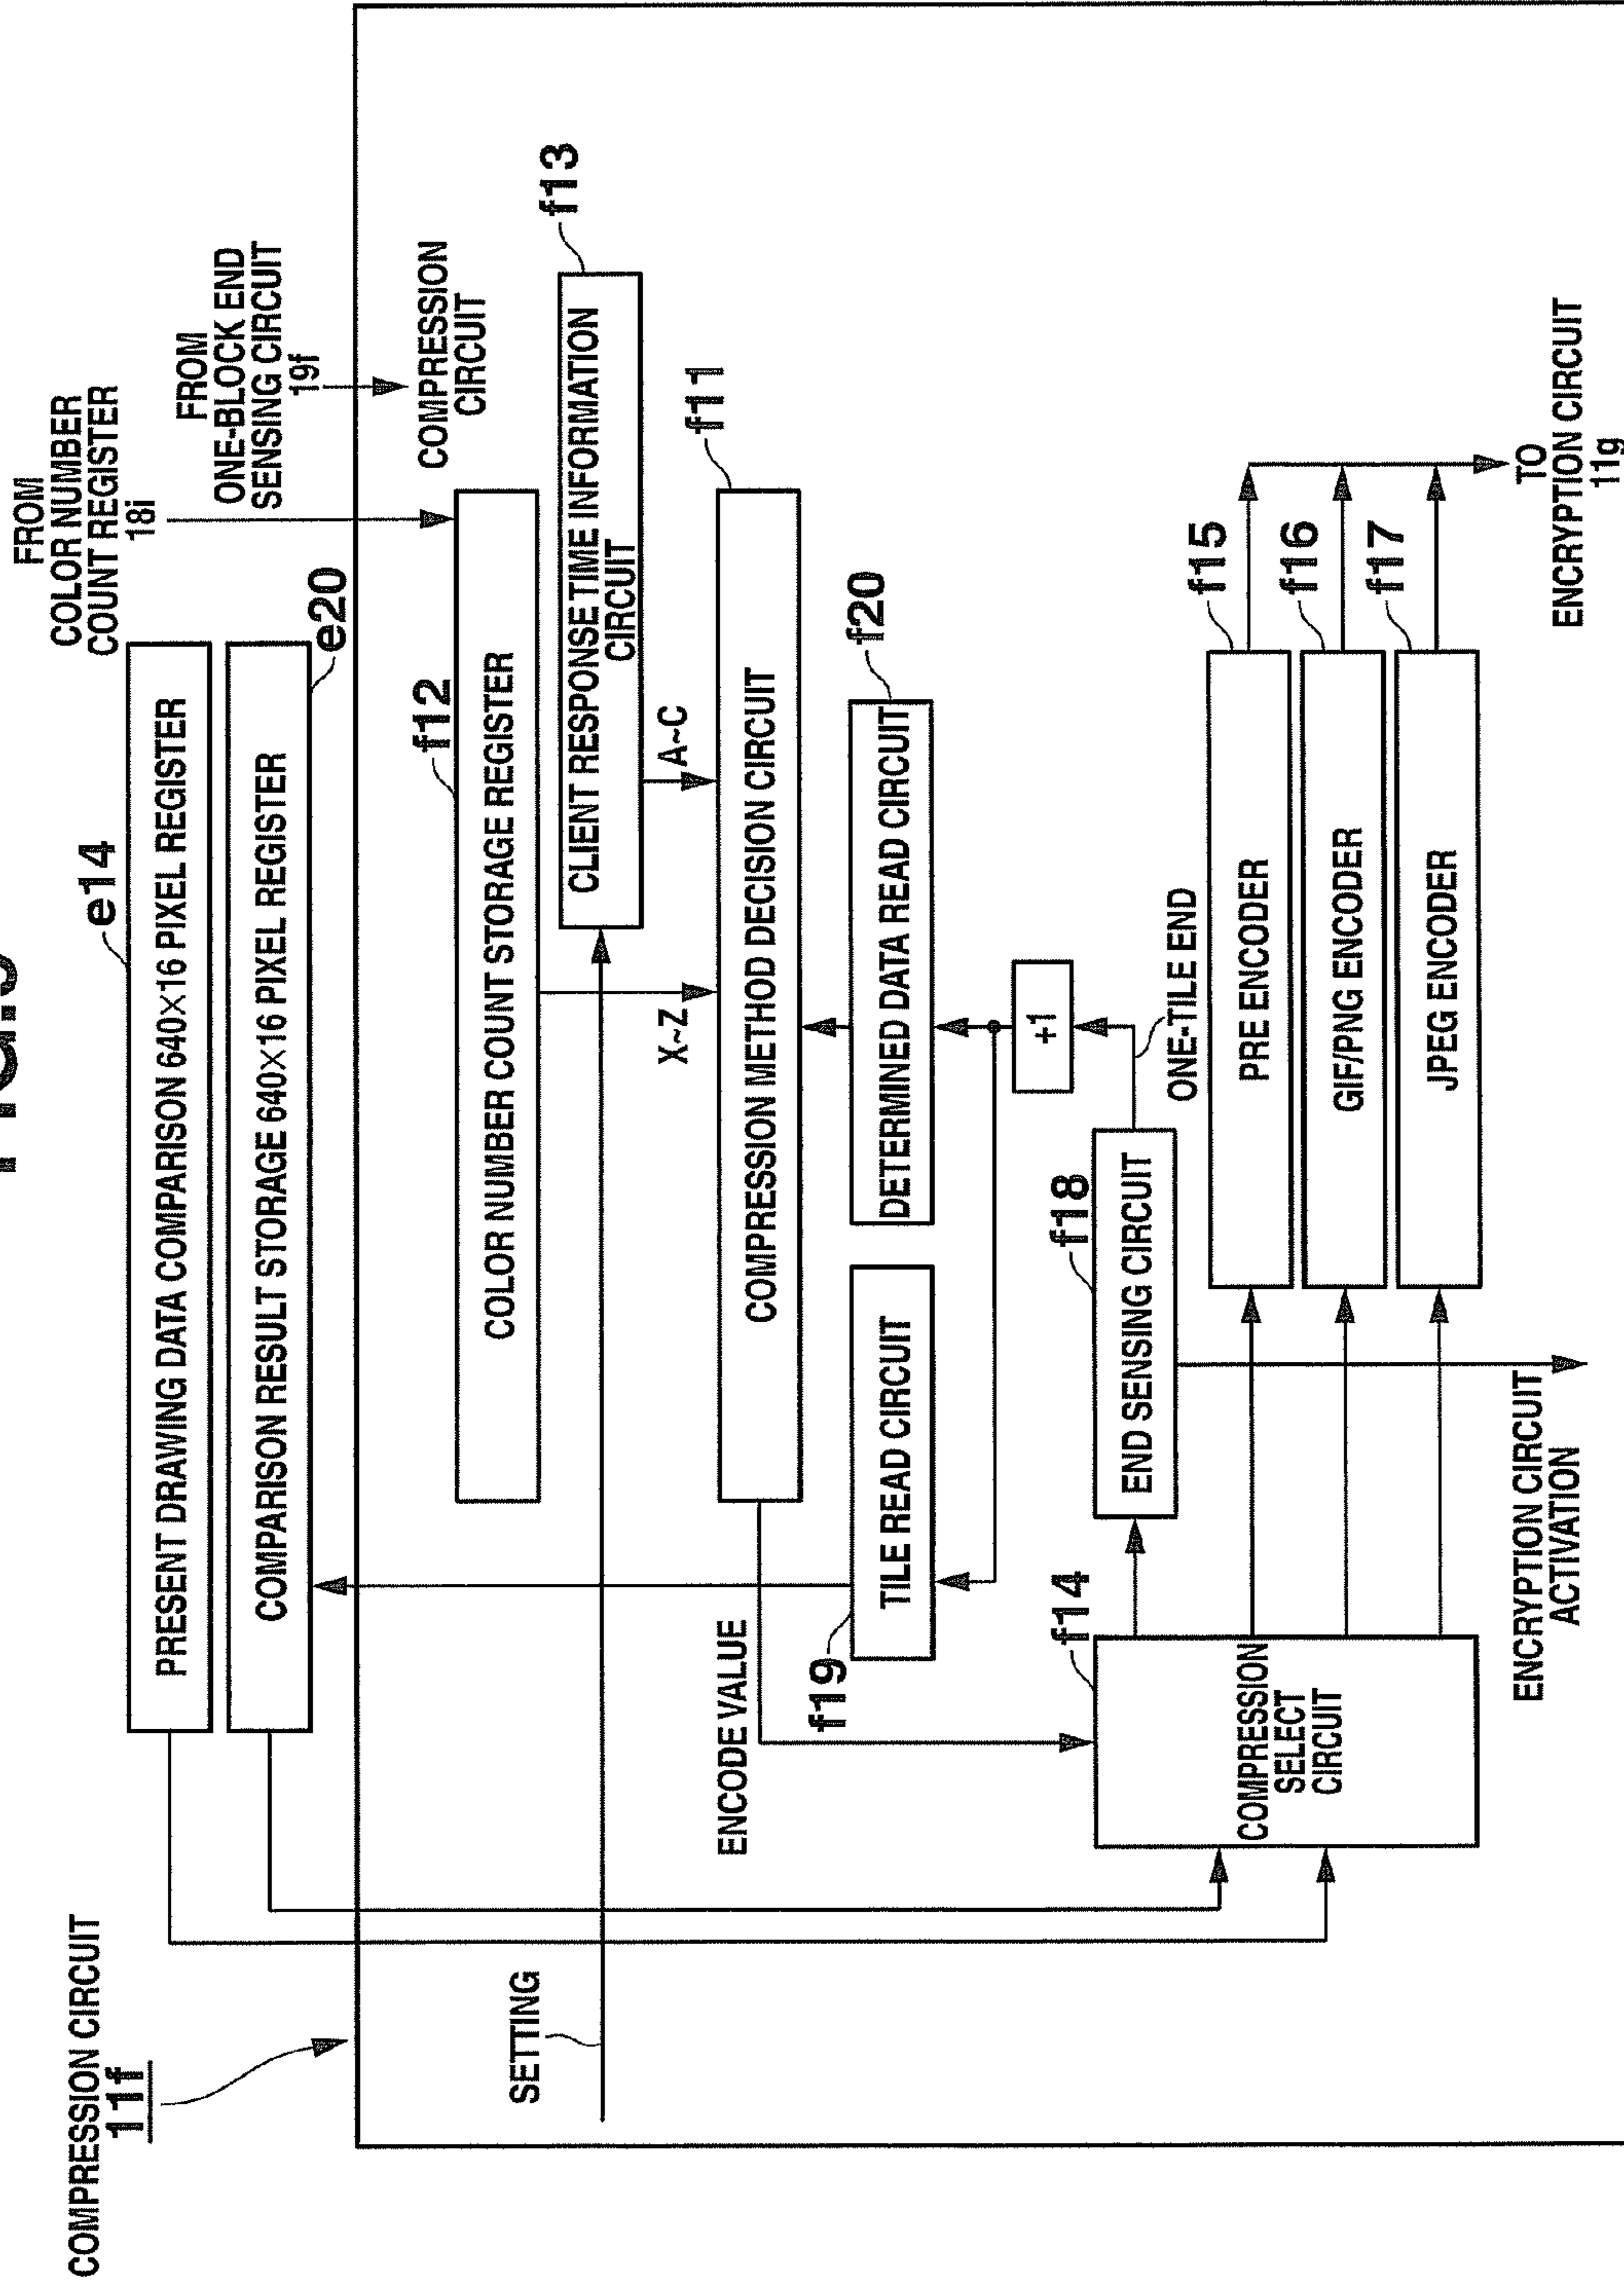 COMPRESSION CIRCUIT
11f
FROM
COLOR NUMBER
COUNT REGISTER
18i
FROM
ONE-BLOCK END
SENSING CIRCUIT
19f
e14
PRESENT DRAWING DATA COMPARISON 640×16 PIXEL REGISTER
COMPARISON RESULT STORAGE 640×16 PIXEL REGISTER
e20
COMPRESSION
CIRCUIT
SETTING
f12
COLOR NUMBER COUNT STORAGE REGISTER
f13
CLIENT RESPONSE TIME INFORMATION
CIRCUIT
X~Z
A~C
f11
COMPRESSION METHOD DECISION CIRCUIT
ENCODE VALUE
f19
TILE READ CIRCUIT
f20
DETERMINED DATA READ CIRCUIT
+1
f14
COMPRESSION
SELECT
CIRCUIT
f18
END SENSING CIRCUIT
ONE-TILE END
PRE ENCODER
f15
GIF/PNG ENCODER
f16
JPEG ENCODER
f17
ENCRYPTION CIRCUIT
ACTIVATION
TO
ENCRYPTION CIRCUIT
11g